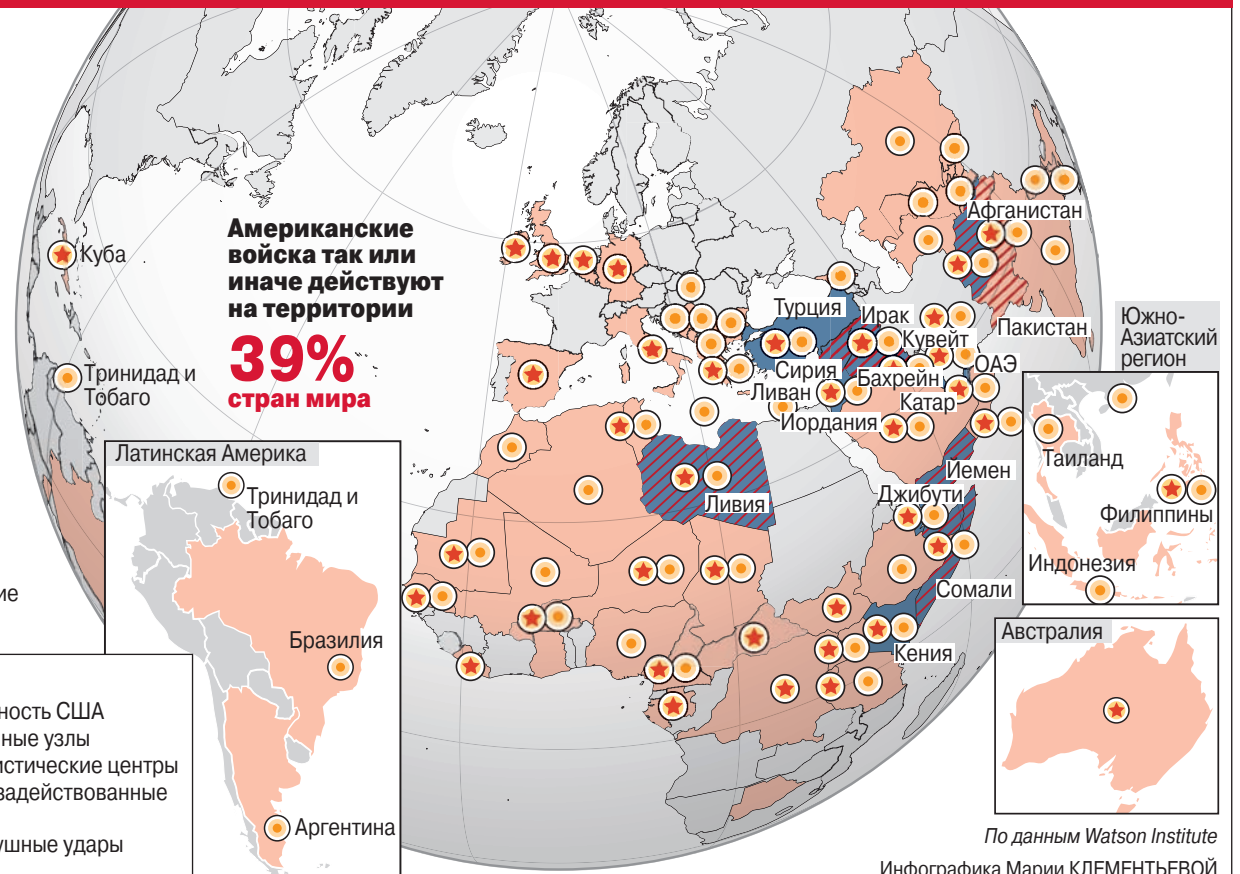 Американские
войска так или
иначе действуют
на территории
39%
стран мира
Куба
Тринидад и
Тобаго
Латинская Америка
Тринидад и
Тобаго
Бразилия
Аргентина
Афганистан
Пакистан
Турция
Ирак
Кувейт
Сирия
ОАЭ
Ливан
Бахрейн
Катар
Иордания
Иемен
Ливия
Джибути
Сомали
Кения
Южно-
Азиатский
регион
Таиланд
Филиппины
Индонезия
Австралия
ие
ность США
ные узлы
истические центры
задействованные
ушные удары
По данным Watson Institute
Инфографика Марии КЛЕМЕНТЬЕВОЙ